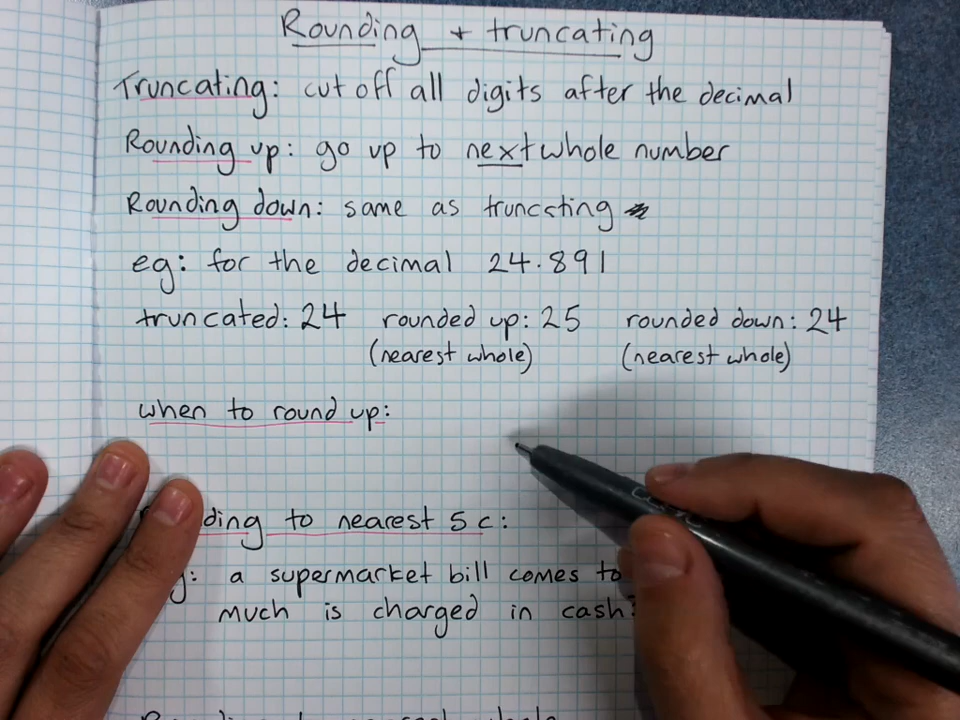 Rounding + truncating
Truncating: cut off all digits after the decimal
Rounding up: go up to next whole number
Rounding down: same as truncating
eg: for the decimal 24.891
truncated: 24 rounded up: 25 rounded down: 24
(nearest whole) (nearest whole)
when to round up:
ding to nearest 5c:
: a supermarket bill comes to
much is charged in cash?